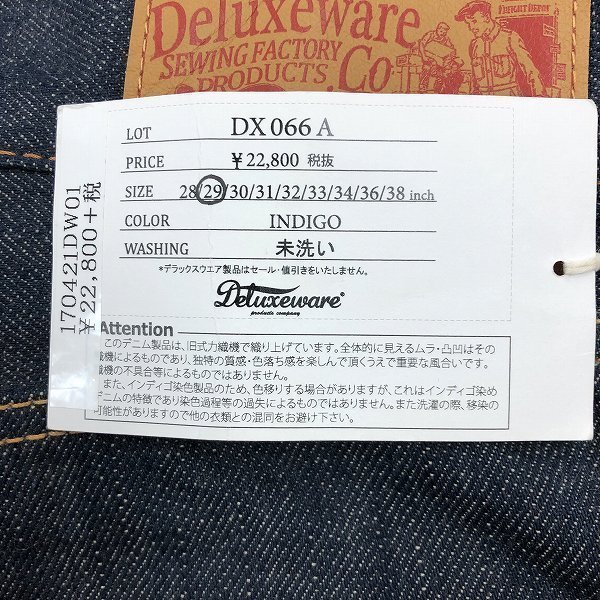 Deluxeware
SEWING FACTORY
PRODUCTS
Co
FREIGHT DEPOT
LOT DX 066 A
PRICE ¥22,800 税抜
SIZE 28/29/30/31/32/33/34/36/38 inch
COLOR INDIGO
WASHING 未洗い
*デラックスウエア製品はセール・値引きをいたしません。
Deluxeware®
products company
170421DW01
¥22,800+税
Attention
このデニム製品は、旧式力織機で織り上げています。全体的に見えるムラ・凸凹はその
織機によるものであり、独特の質感・色落ち感を楽しんで頂くうえで重要な風合いです。
織機の不具合等によるものではありません。
また、インディゴ染色製品のため、色移りする場合がありますが、これはインディゴ染め
デニムの特徴であり染色過程等の過失によるものではありません。また洗濯の際、移染の
可能性がありますので他の衣類との混同をお避け下さい。